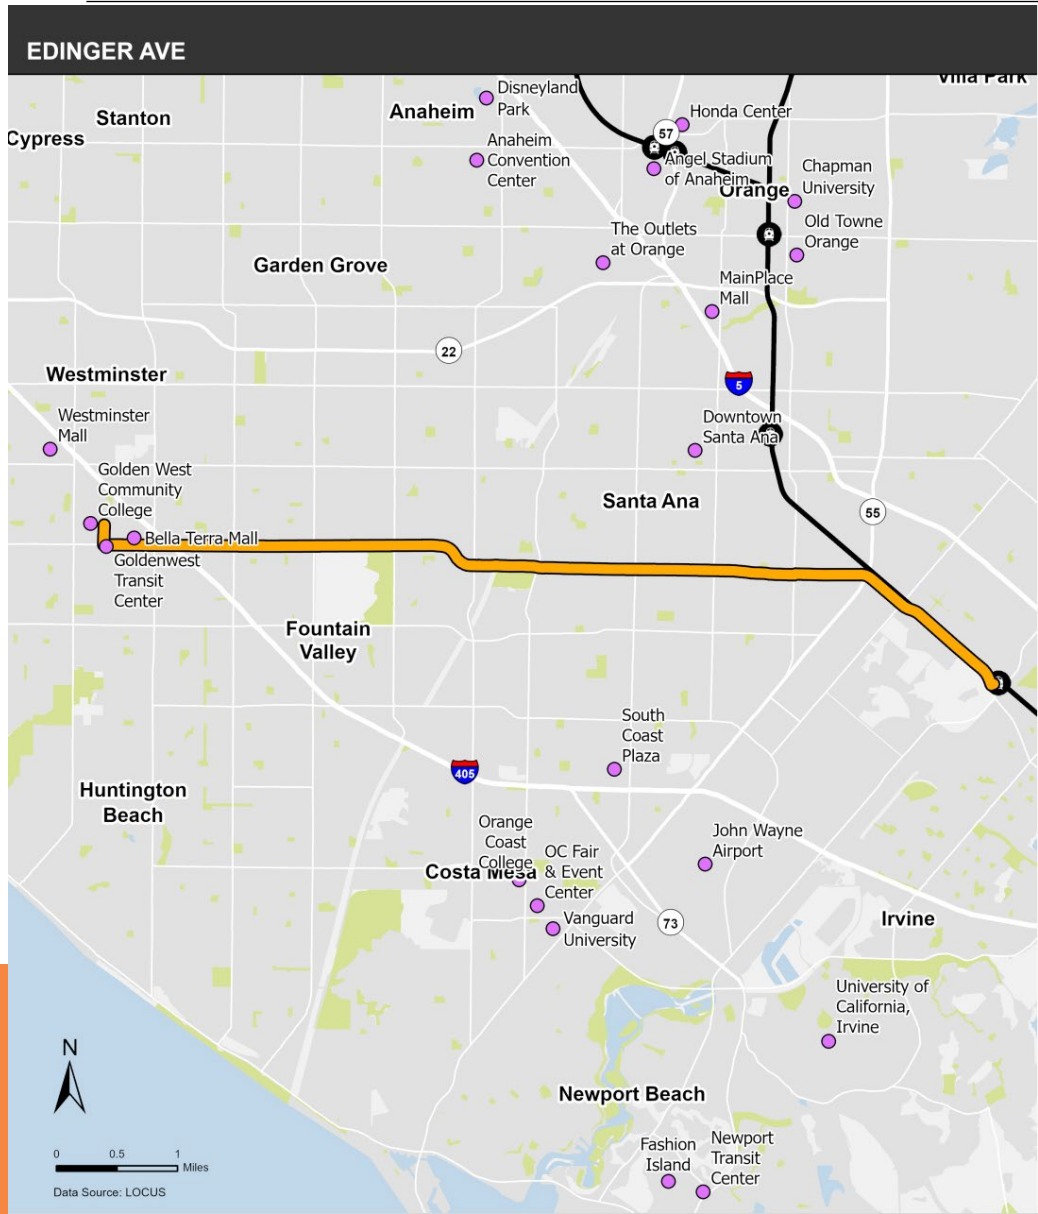 EDINGER AVE
Villa Park
Disneyland
Park
Anaheim
Stanton
Cypress
Honda Center
57
Anaheim
Convention
Center
Angel Stadium
of Anaheim
Orange
Chapman
University
Old Towne
Orange
The Outlets
at Orange
Garden Grove
MainPlace
Mall
22
5
Westminster
Westminster
Mall
Downtown
Santa Ana
Golden West
Community
College
Santa Ana
55
Bella Terra Mall
Goldenwest
Transit
Center
Fountain
Valley
South
Coast
Plaza
405
Huntington
Beach
Orange
Coast
College
John Wayne
Airport
OC Fair
& Event
Center
Costa Mesa
Vanguard
University
73
Irvine
University of
California,
Irvine
N
Newport Beach
Fashion
Island
Newport
Transit
Center
0 0.5 1
Miles
Data Source: LOCUS